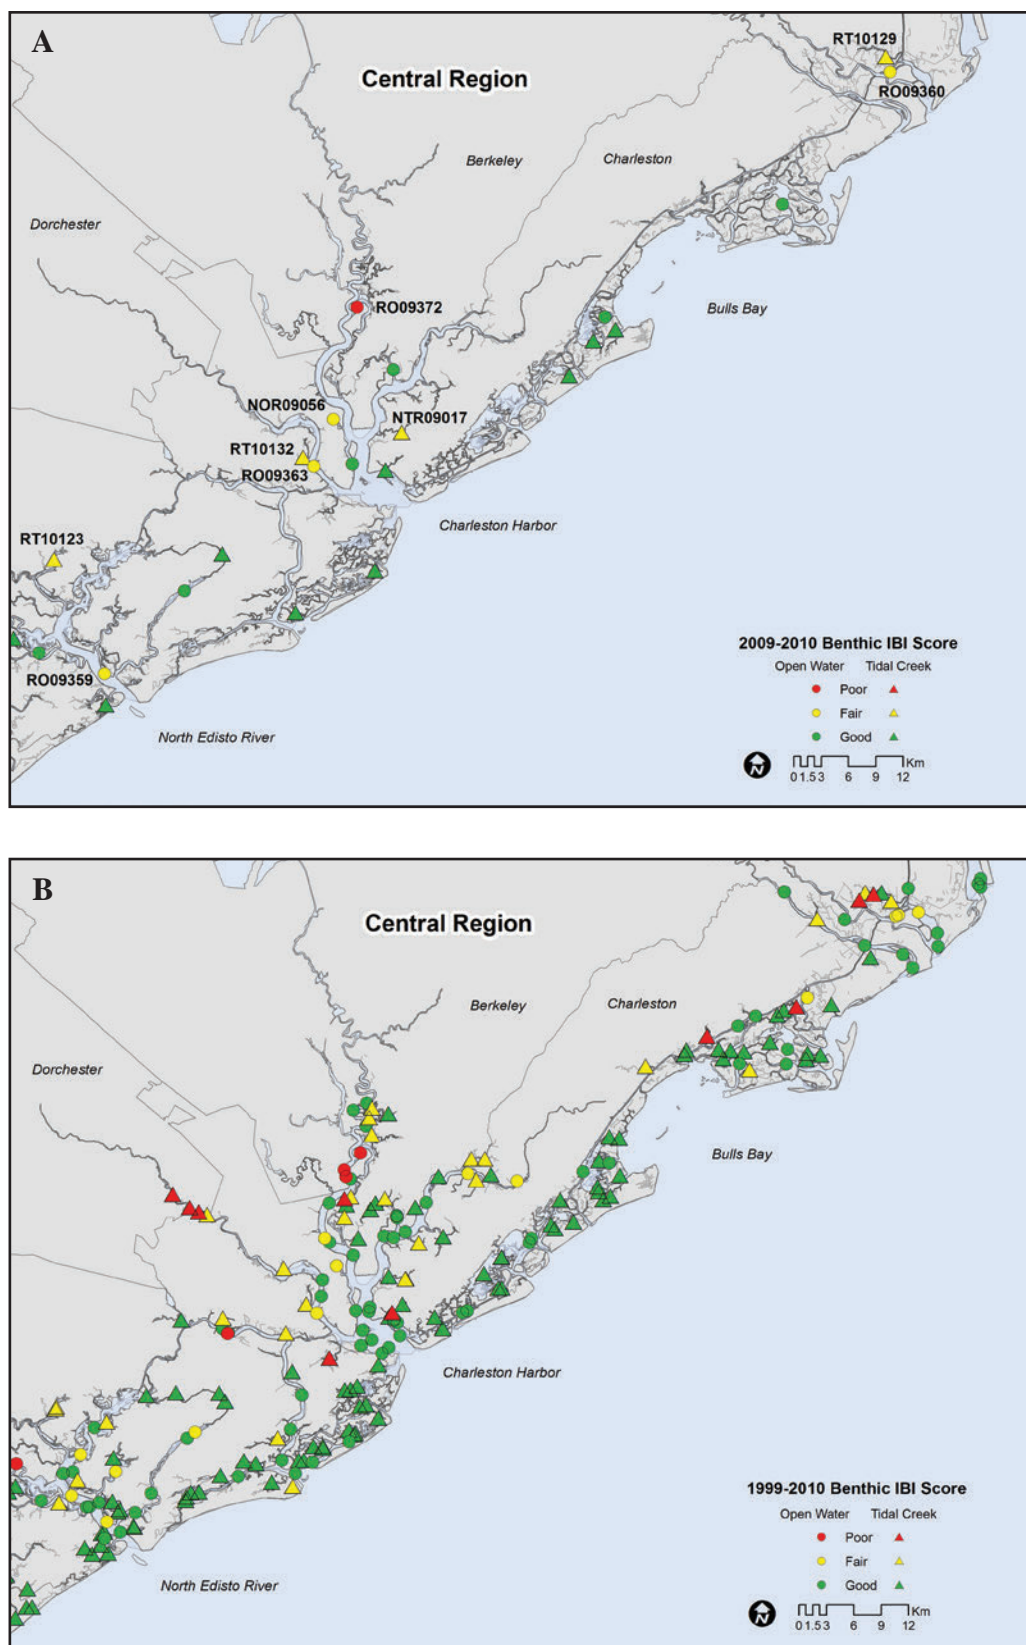 A
Central Region
RT10129
RO09360
Berkeley
Charleston
Dorchester
RO09372
Bulls Bay
NOR09056
NTR09017
RT10132
RO09363
Charleston Harbor
RT10123
RO09359
North Edisto River
2009-2010 Benthic IBI Score
Open Water Tidal Creek
Poor
Fair
Good
N
Km
0 1.5 3 6 9 12
B
Central Region
Berkeley
Charleston
Dorchester
Bulls Bay
Charleston Harbor
North Edisto River
1999-2010 Benthic IBI Score
Open Water Tidal Creek
Poor
Fair
Good
N
Km
0 1.5 3 6 9 12